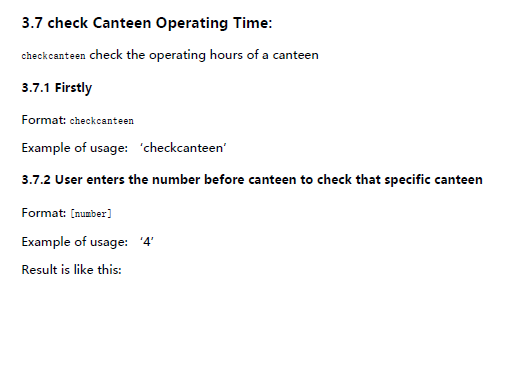 3.7 check Canteen Operating Time:
checkcanteen check the operating hours of a canteen
3.7.1 Firstly
Format: checkcanteen
Example of usage: ‘checkcanteen’
3.7.2 User enters the number before canteen to check that specific canteen
Format: [number]
Example of usage: ‘4’
Result is like this: